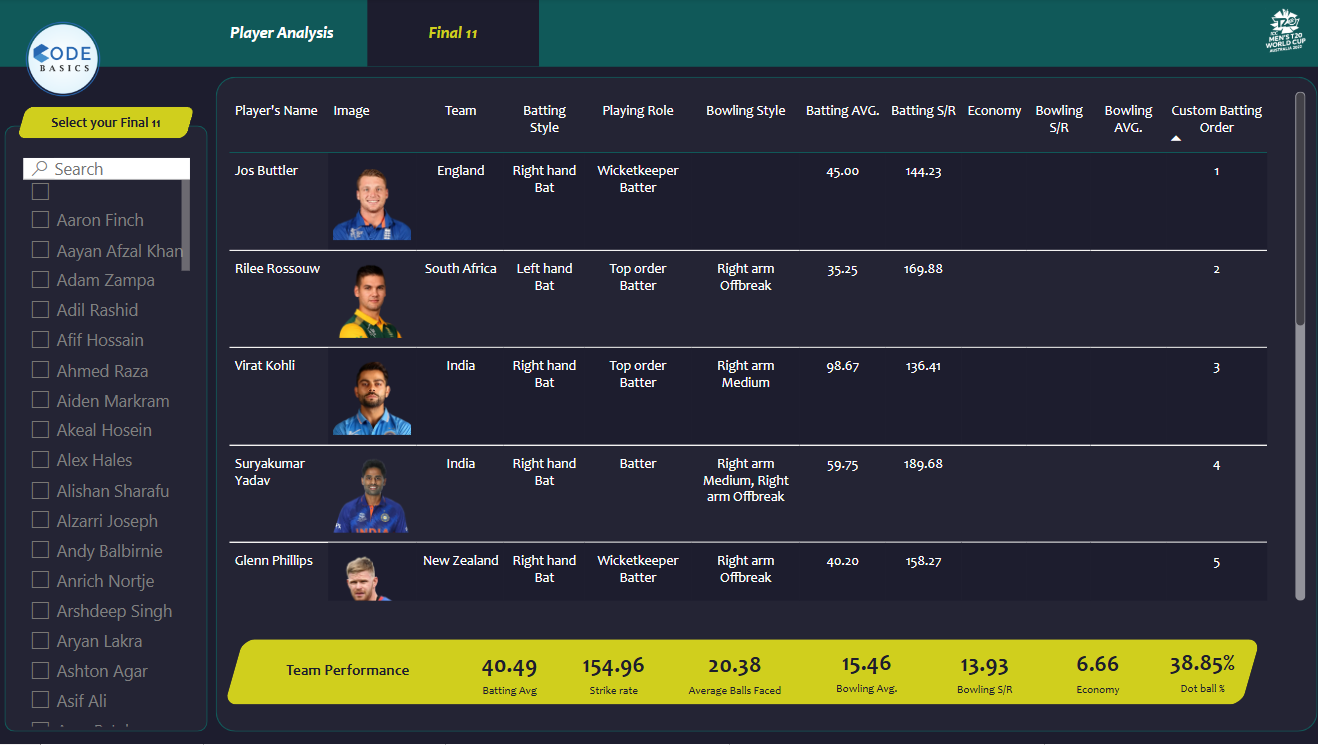 Player Analysis
Final 11
CODE
BASICS
T20
ICC
MEN'S T20
WORLD CUP
AUSTRALIA 2022
Select your Final 11
Search
Aaron Finch
Aayan Afzal Khan
Adam Zampa
Adil Rashid
Afif Hossain
Ahmed Raza
Aiden Markram
Akeal Hosein
Alex Hales
Alishan Sharafu
Alzarri Joseph
Andy Balbirnie
Anrich Nortje
Arshdeep Singh
Aryan Lakra
Ashton Agar
Asif Ali
Player's Name Image Team Batting Style Playing Role Bowling Style Batting AVG. Batting S/R Economy Bowling S/R Bowling AVG. Custom Batting Order
Jos Buttler England Right hand Bat Wicketkeeper Batter 45.00 144.23 1
Rilee Rossouw South Africa Left hand Bat Top order Batter Right arm Offbreak 35.25 169.88 2
Virat Kohli India Right hand Bat Top order Batter Right arm Medium 98.67 136.41 3
Suryakumar Yadav India Right hand Bat Batter Right arm Medium, Right arm Offbreak 59.75 189.68 4
INDIA
Glenn Phillips New Zealand Right hand Bat Wicketkeeper Batter Right arm Offbreak 40.20 158.27 5
Team Performance
40.49 154.96 20.38 15.46 13.93 6.66 38.85%
Batting Avg Strike rate Average Balls Faced Bowling Avg. Bowling S/R Economy Dot ball %